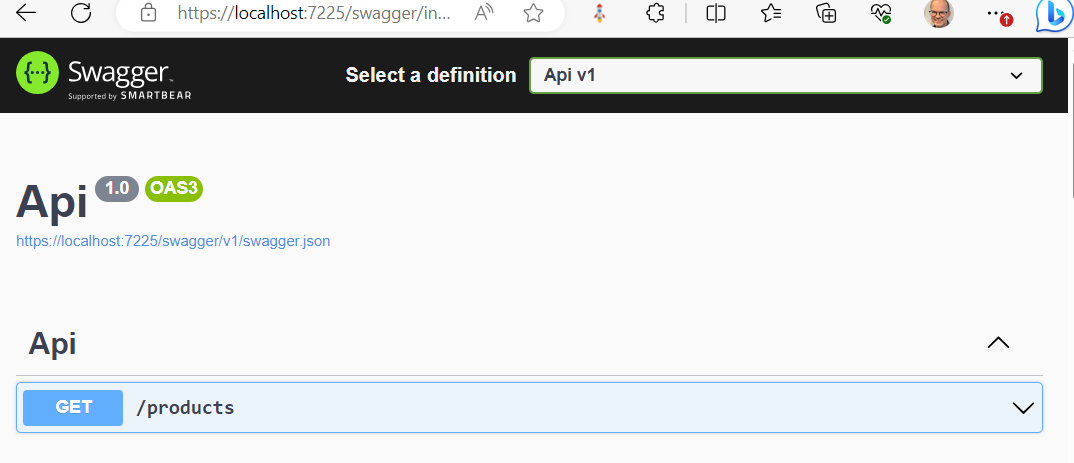 https://localhost:7225/swagger/in...
Swagger
Supported by SMARTBEAR
Select a definition
Api v1
Api 1.0 OAS3
https://localhost:7225/swagger/v1/swagger.json
Api
GET /products